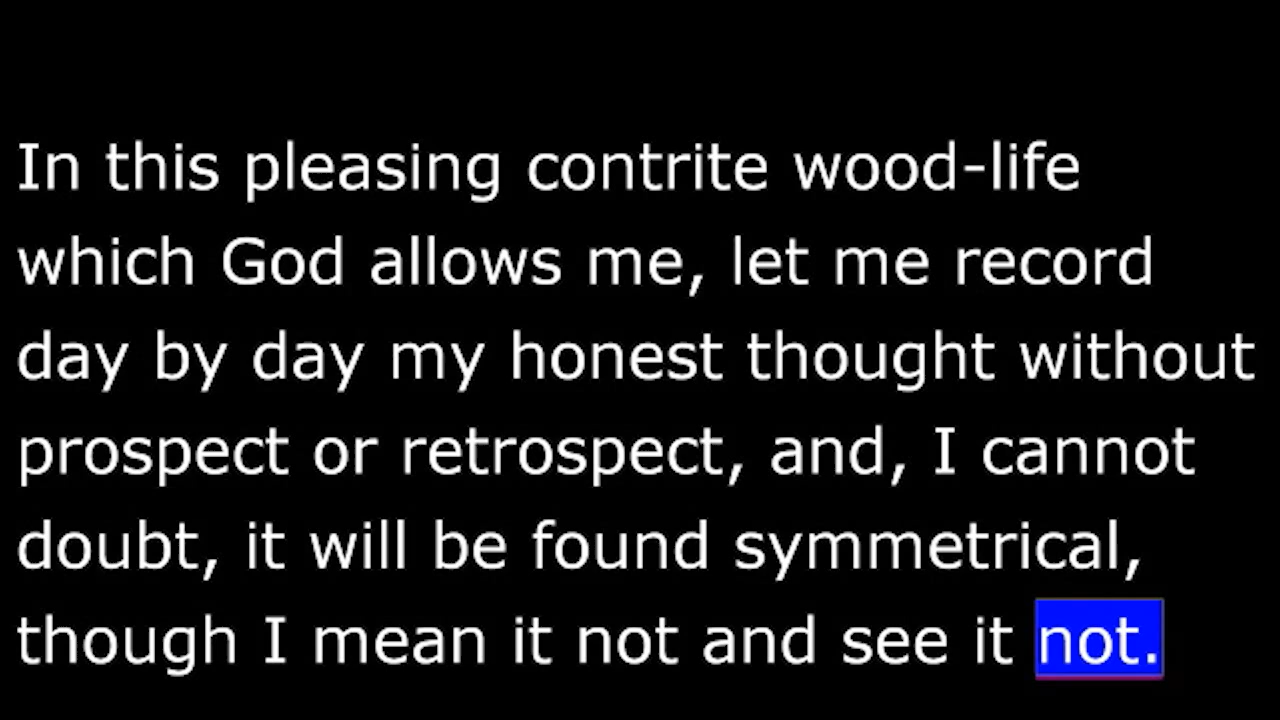 In this pleasing contrite wood-life
which God allows me, let me record
day by day my honest thought without
prospect or retrospect, and, I cannot
doubt, it will be found symmetrical,
though I mean it not and see it not.